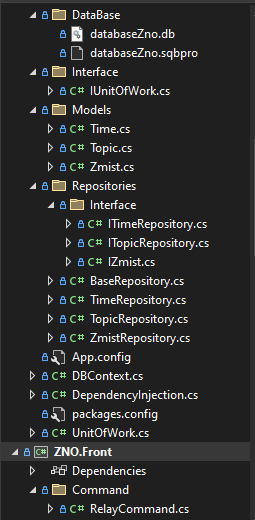 DataBase
databaseZno.db
databaseZno.sqbpro
Interface
C# IUnitOfWork.cs
Models
C# Time.cs
C# Topic.cs
C# Zmist.cs
Repositories
Interface
C# ITimeRepository.cs
C# ITopicRepository.cs
C# IZmist.cs
C# BaseRepository.cs
C# TimeRepository.cs
C# TopicRepository.cs
C# ZmistRepository.cs
App.config
C# DBContext.cs
C# DependencyInjection.cs
packages.config
C# UnitOfWork.cs
C# ZNO.Front
Dependencies
Command
C# RelayCommand.cs